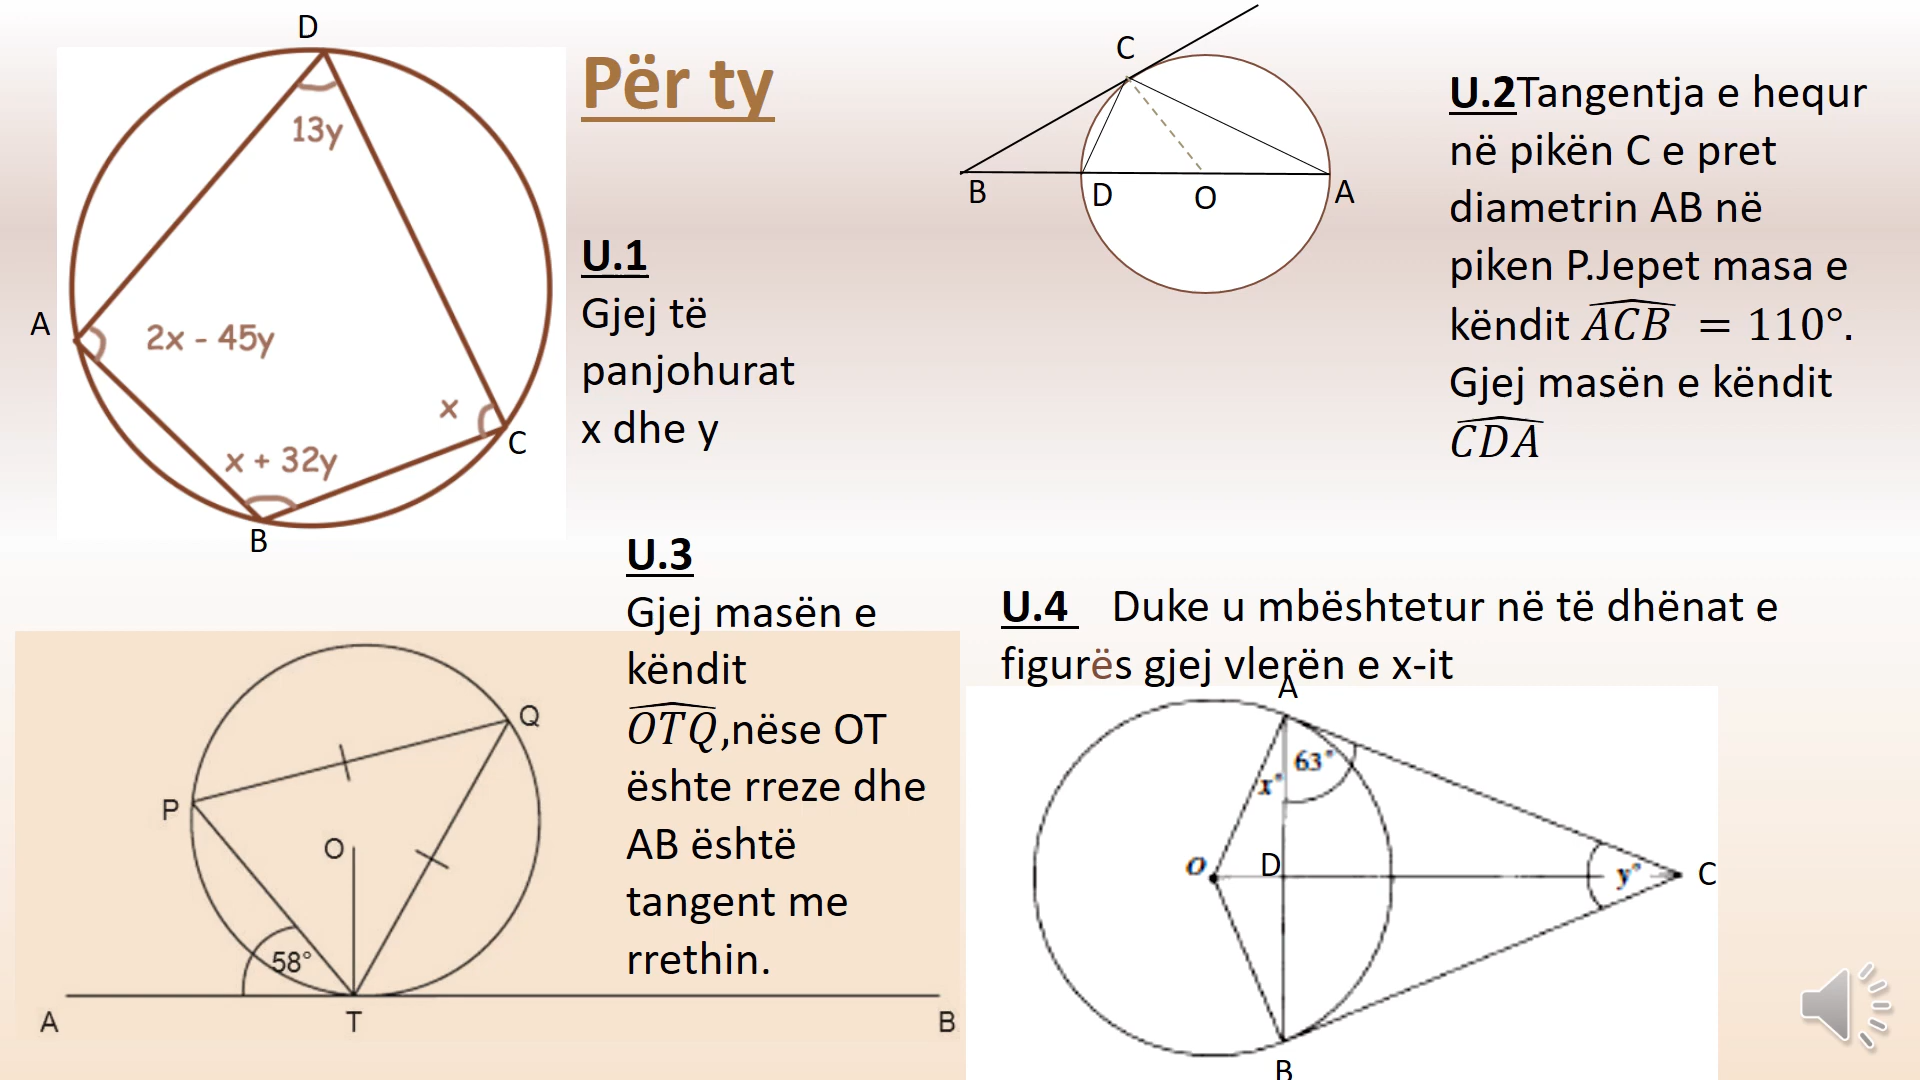 Për ty
D
13y
A
2x - 45y
x
C
x + 32y
B
U.1
Gjej të
panjohurat
x dhe y
C
B
D
O
A
U.2Tangentja e hequr
në pikën C e pret
diametrin AB në
piken P.Jepet masa e
këndit ACB = 110°.
Gjej masën e këndit
CDA
U.3
Gjej masën e
këndit
OTQ,nëse OT
ështe rreze dhe
AB është
tangent me
rrethin.
Q
P
O
58°
A
T
B
U.4 Duke u mbështetur në të dhënat e
figurës gjej vlerën e x-it
A
63°
x°
O
D
y°
C
B